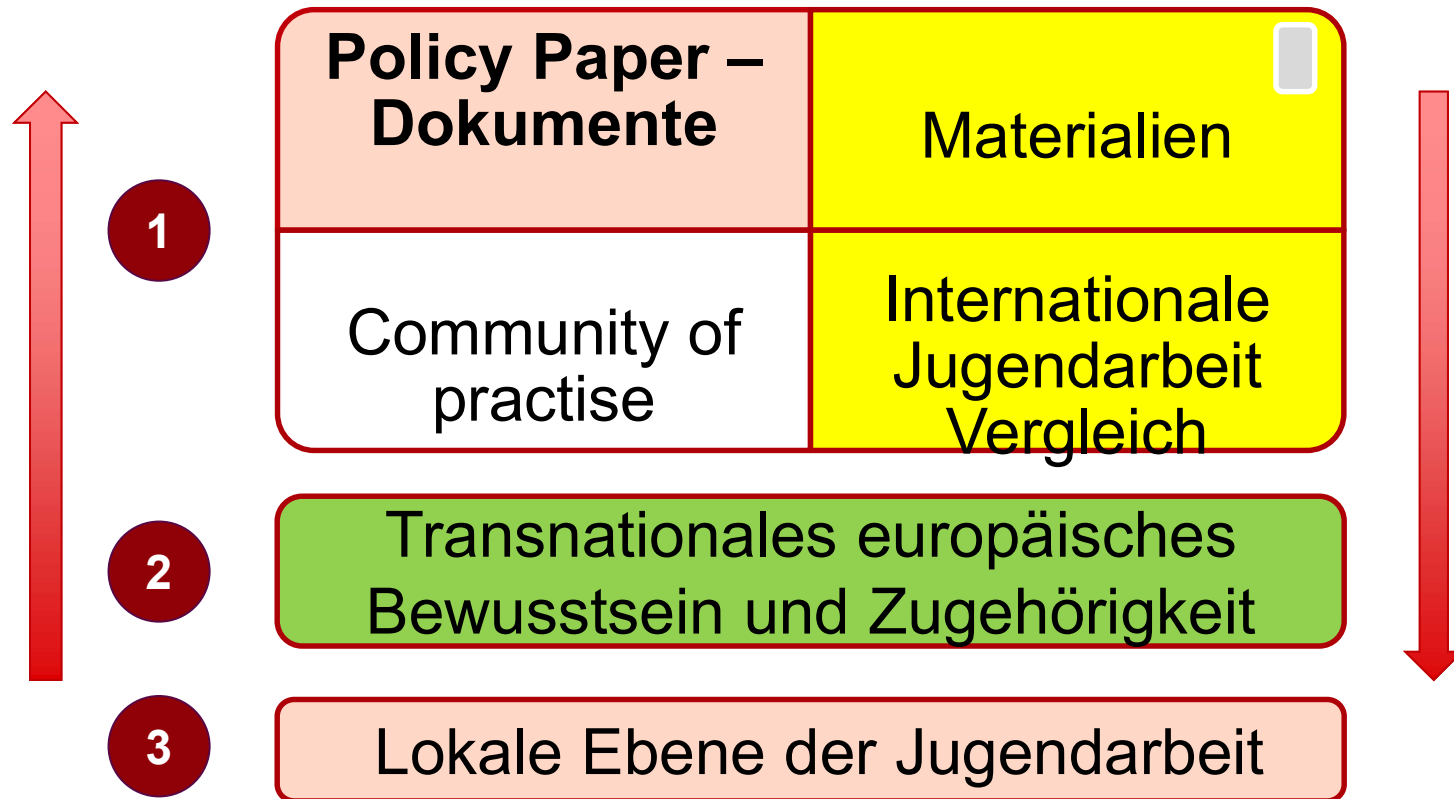 Policy Paper –
Dokumente
Materialien
1
Community of
practise
Internationale
Jugendarbeit
Vergleich
2
Transnationales europäisches
Bewusstsein und Zugehörigkeit
3
Lokale Ebene der Jugendarbeit